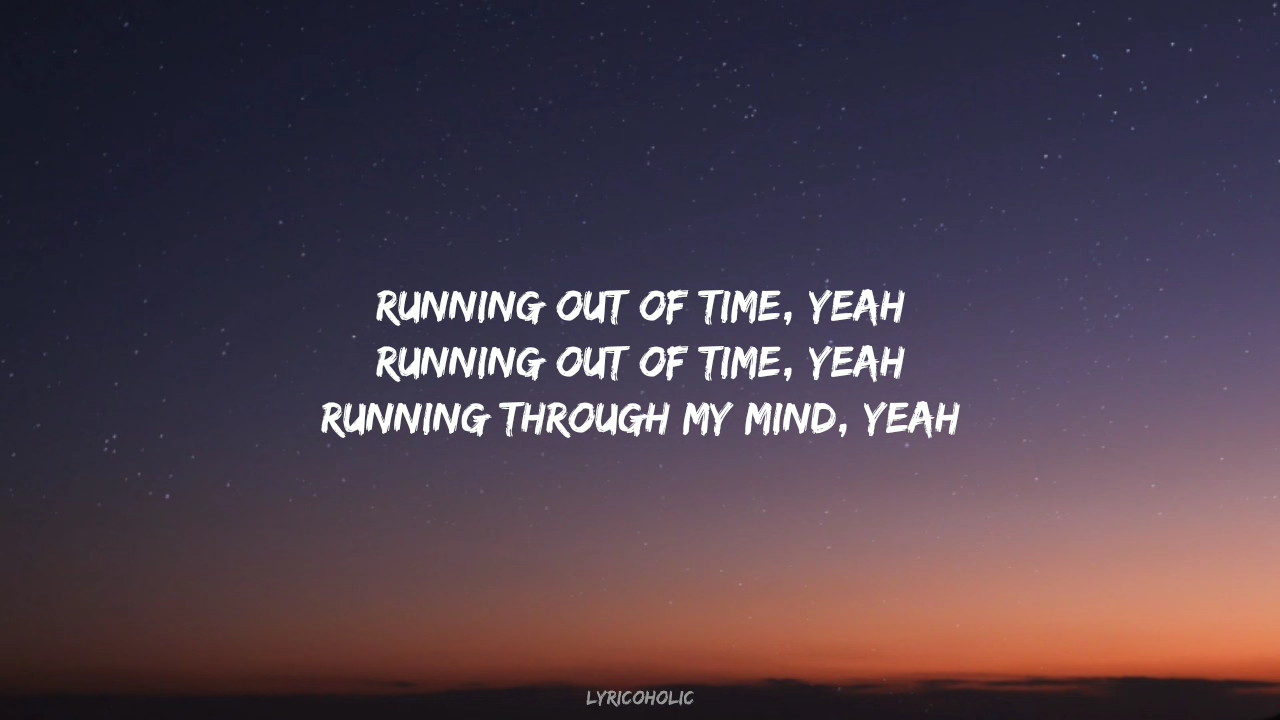 RUNNING OUT OF TIME, YEAH
RUNNING OUT OF TIME, YEAH
RUNNING THROUGH MY MIND, YEAH
LYRICOHOLIC